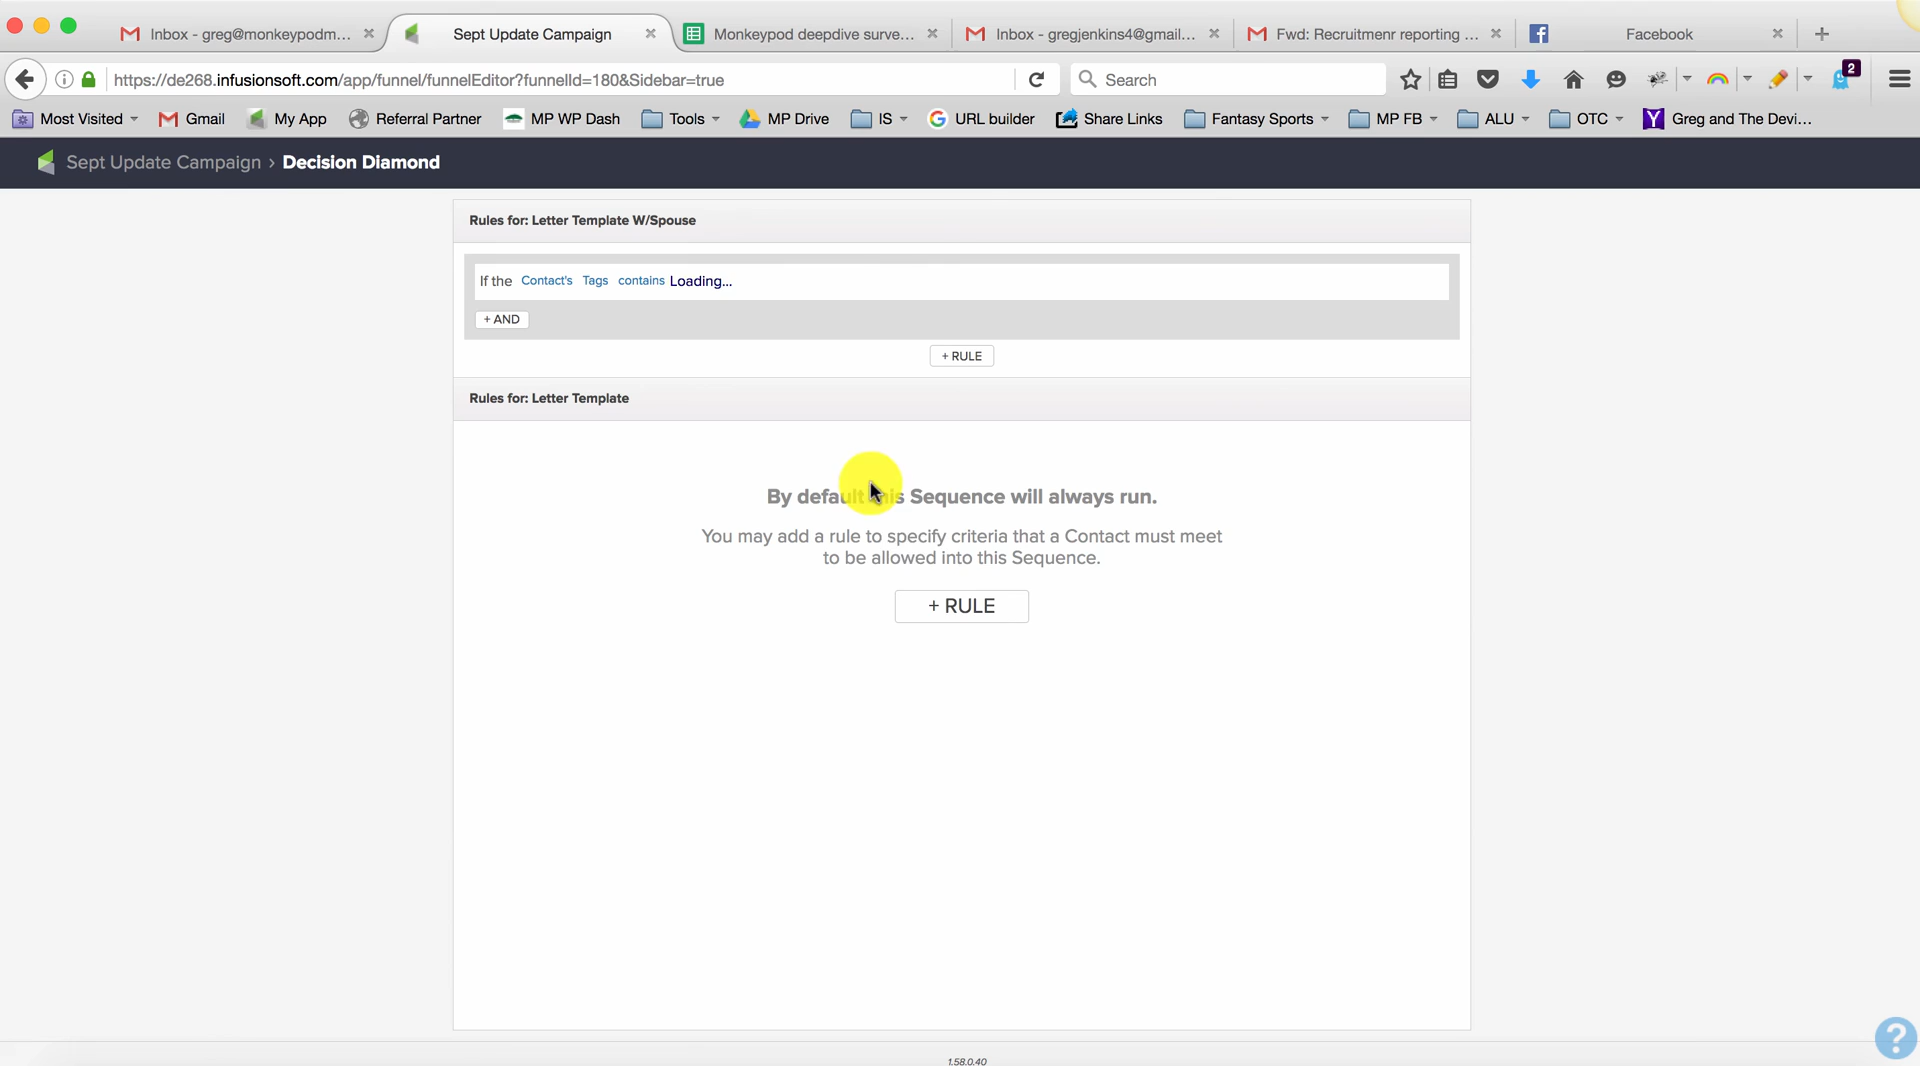 Inbox - greg@monkeypodm...
Sept Update Campaign
Monkeypod deepdive surve...
Inbox - gregjenkins4@gmail...
Fwd: Recruitmenr reporting ...
Facebook
https://de268.infusionsoft.com/app/funnel/funnelEditor?funnelId=180&Sidebar=true
Search
2
Most Visited
Gmail
My App
Referral Partner
MP WP Dash
Tools
MP Drive
IS
URL builder
Share Links
Fantasy Sports
MP FB
ALU
OTC
Greg and The Devi...
Sept Update Campaign › Decision Diamond
Rules for: Letter Template W/Spouse
If the Contact's Tags contains Loading...
+ AND
+ RULE
Rules for: Letter Template
By default this Sequence will always run.
You may add a rule to specify criteria that a Contact must meet
to be allowed into this Sequence.
+ RULE
?
1.58.0.40